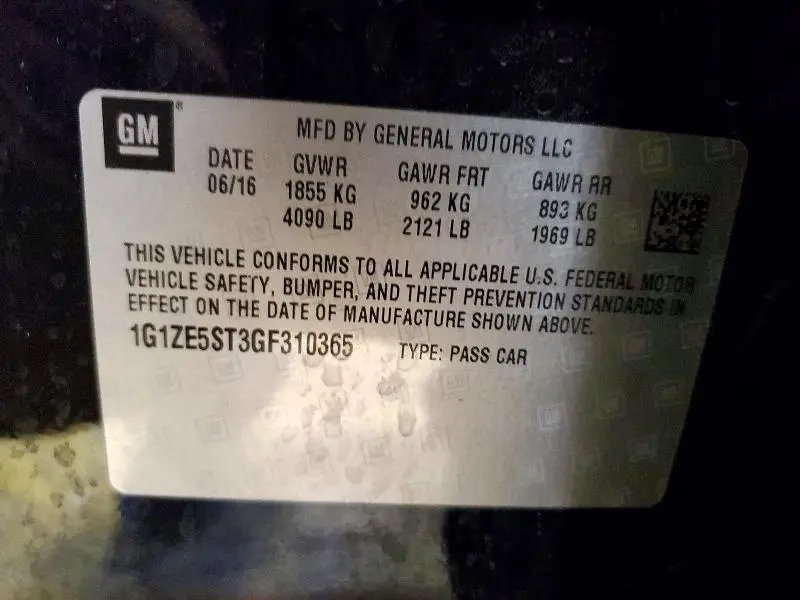 GM
MFD BY GENERAL MOTORS LLC
DATE GVWR GAWR FRT GAWR RR
06/16 1855 KG 962 KG 893 KG
4090 LB 2121 LB 1969 LB
THIS VEHICLE CONFORMS TO ALL APPLICABLE U.S. FEDERAL MOTOR
VEHICLE SAFETY, BUMPER, AND THEFT PREVENTION STANDARDS IN
EFFECT ON THE DATE OF MANUFACTURE SHOWN ABOVE.
1G1ZE5ST3GF310365 TYPE: PASS CAR